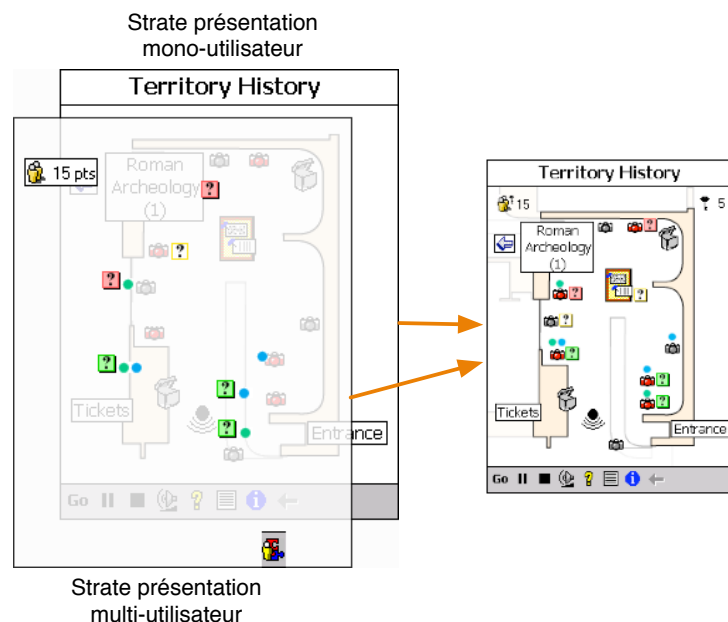 Strate présentation
mono-utilisateur
Territory History
15 pts
Roman
Archeology
(1)
?
?
?
?
?
?
Tickets
Entrance
Go
?
i
Strate présentation
multi-utilisateur
Territory History
15
5
Roman
Archeology
(1)
?
?
?
?
?
?
?
Tickets
Entrance
Go
?
i